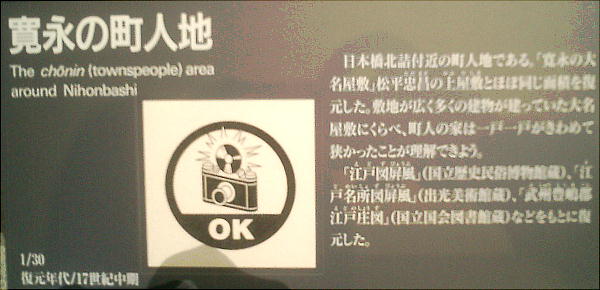 寛永の町人地
The chōnin (townspeople) area
around Nihonbashi
OK
1/30
復元年代/17世紀中期
日本橋北詰付近の町人地である。「寛永の大
名屋敷」松平忠昌の上屋敷とほぼ同じ面積を復
元した。敷地が広く多くの建物が建っていた大名
屋敷にくらべ、町人の家は一戸一戸がきわめて
狭かったことが理解できよう。
「江戸図屏風」(国立歴史民俗博物館蔵)、「江
戸名所図屏風」(出光美術館蔵)、「武州豊嶋郡
江戸庄図」(国立国会図書館蔵)などをもとに復
元した。